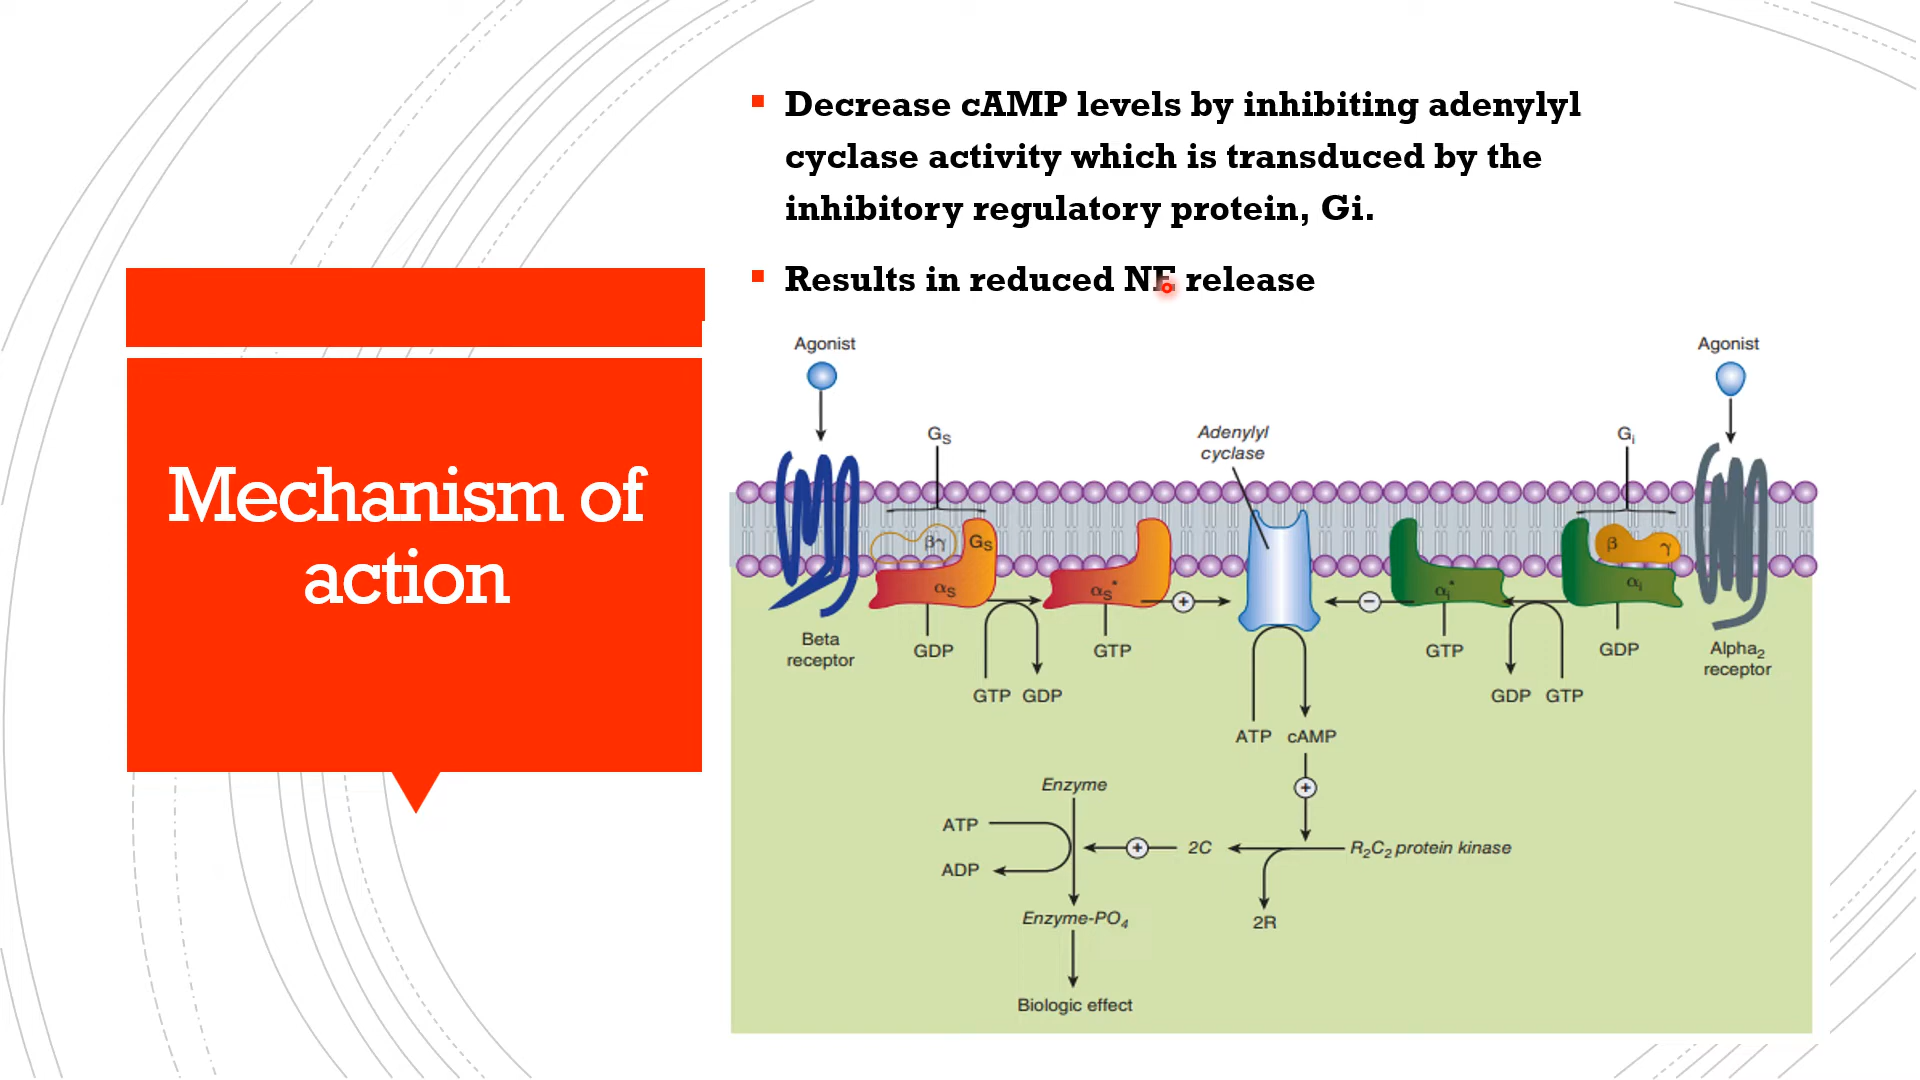 Mechanism of
action
Decrease cAMP levels by inhibiting adenylyl
cyclase activity which is transduced by the
inhibitory regulatory protein, Gi.
Results in reduced NE release
Agonist
Agonist
GS
Adenylyl
cyclase
Gi
βγ
GS
β
γ
αS
αS*
+
−
αi*
αi
Beta
receptor
GDP
GTP
GTP
GDP
Alpha2
receptor
GTP GDP
GDP GTP
ATP cAMP
+
Enzyme
ATP
+
2C
R2C2 protein kinase
ADP
Enzyme-PO4
2R
Biologic effect